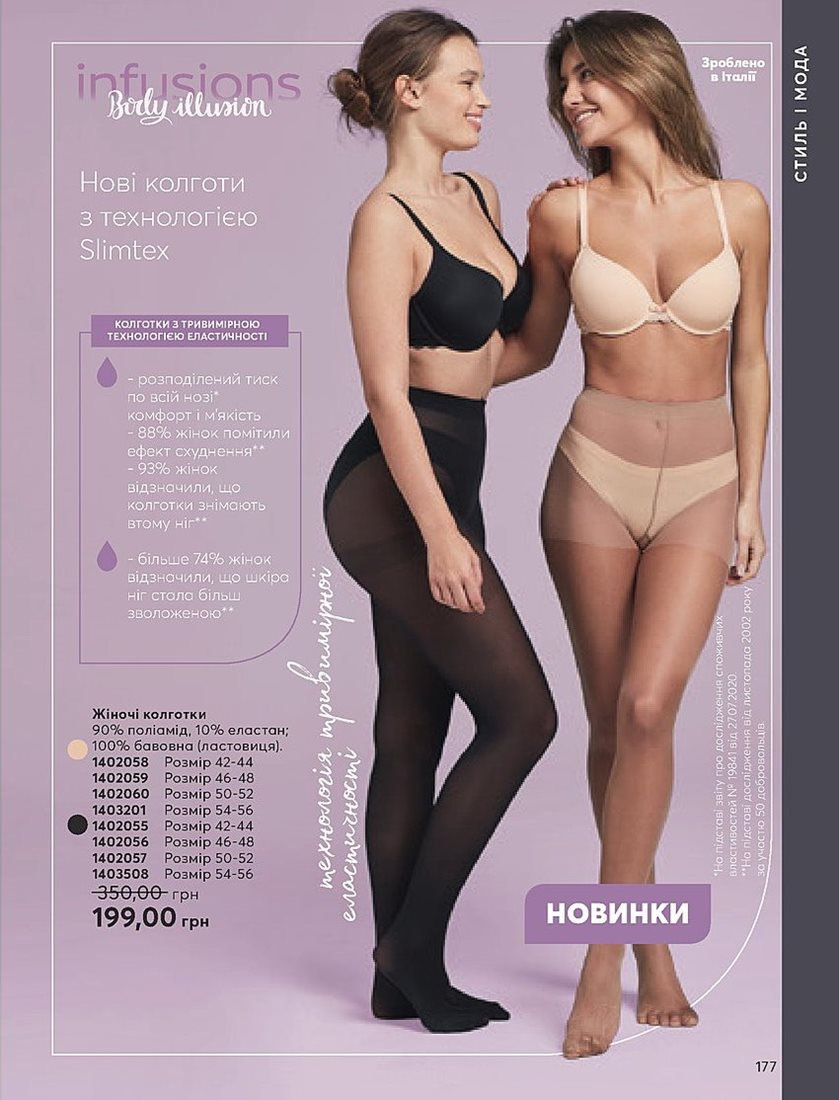 infusions
Body illusion
Зроблено
в Італії
СТИЛЬ І МОДА
Нові колготи
з технологією
Slimtex
КОЛГОТКИ З ТРИВИМІРНОЮ
ТЕХНОЛОГІЄЮ ЕЛАСТИЧНОСТІ
- розподілений тиск
по всій нозі*
комфорт і м'якість
- 88% жінок помітили
ефект схуднення**
- 93% жінок
відзначили, що
колготки знімають
втому ніг**
- більше 74% жінок
відзначили, що шкіра
ніг стала більш
зволоженою**
технологія тривимірної
еластичності
Жіночі колготки
90% поліамід, 10% еластан;
100% бавовна (ластовиця).
1402058 Розмір 42-44
1402059 Розмір 46-48
1402060 Розмір 50-52
1403201 Розмір 54-56
1402055 Розмір 42-44
1402056 Розмір 46-48
1402057 Розмір 50-52
1403508 Розмір 54-56
350,00 грн
199,00 грн
*На підставі звіту про дослідження споживчих
властивостей № 19841 від 27.07.2020.
**На підставі дослідження від листопада 2002 року
за участю 50 добровольців.
НОВИНКИ
177